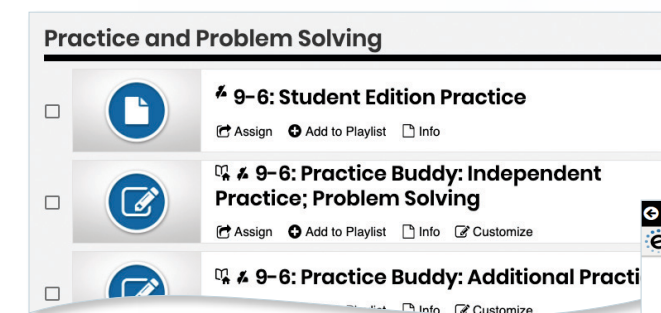 Practice and Problem Solving
9-6: Student Edition Practice
Assign Add to Playlist Info
9-6: Practice Buddy: Independent
Practice; Problem Solving
Assign Add to Playlist Info Customize
9-6: Practice Buddy: Additional Practi
Info Customize